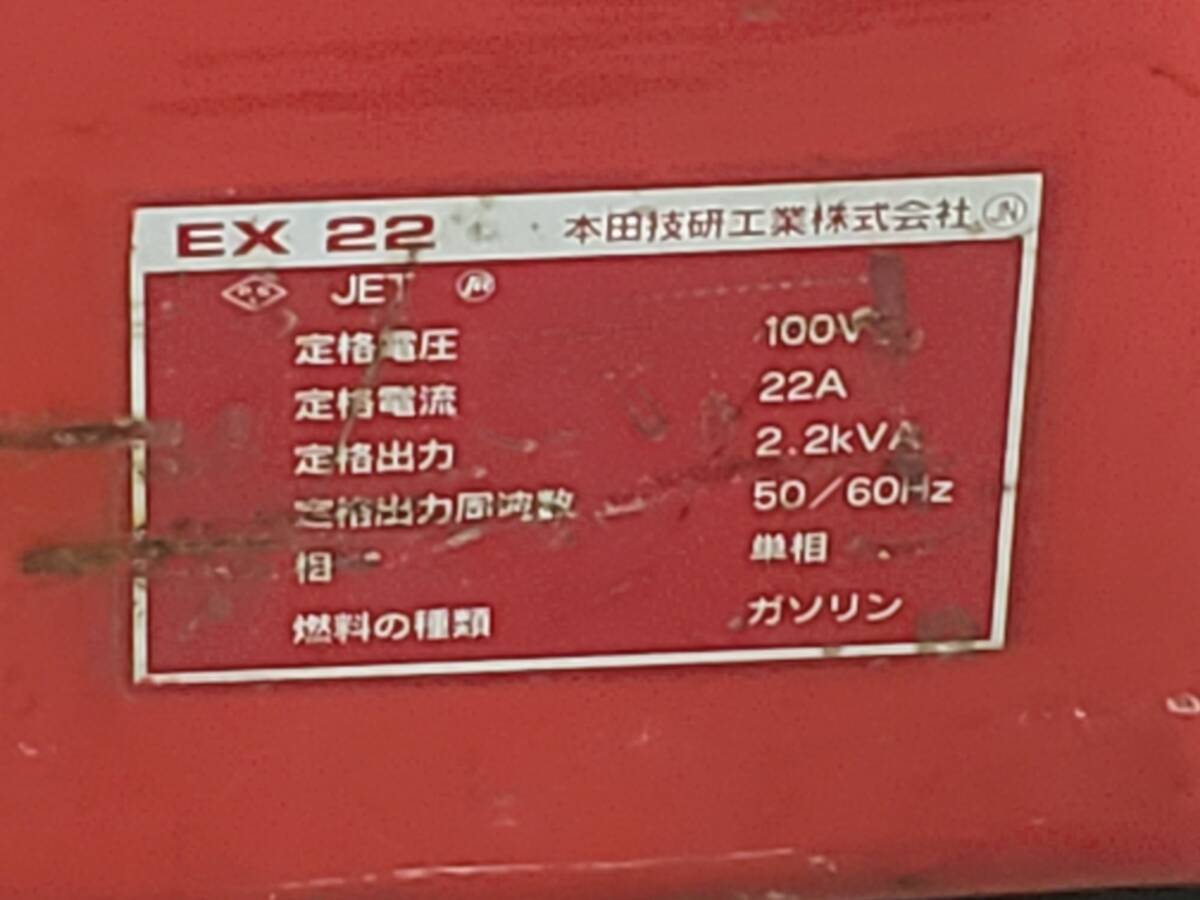 EX 22 本田技研工業株式会社 JN
PSE JET
定格電圧 100V
定格電流 22A
定格出力 2.2kVA
定格出力周波数 50/60Hz
相 単相
燃料の種類 ガソリン